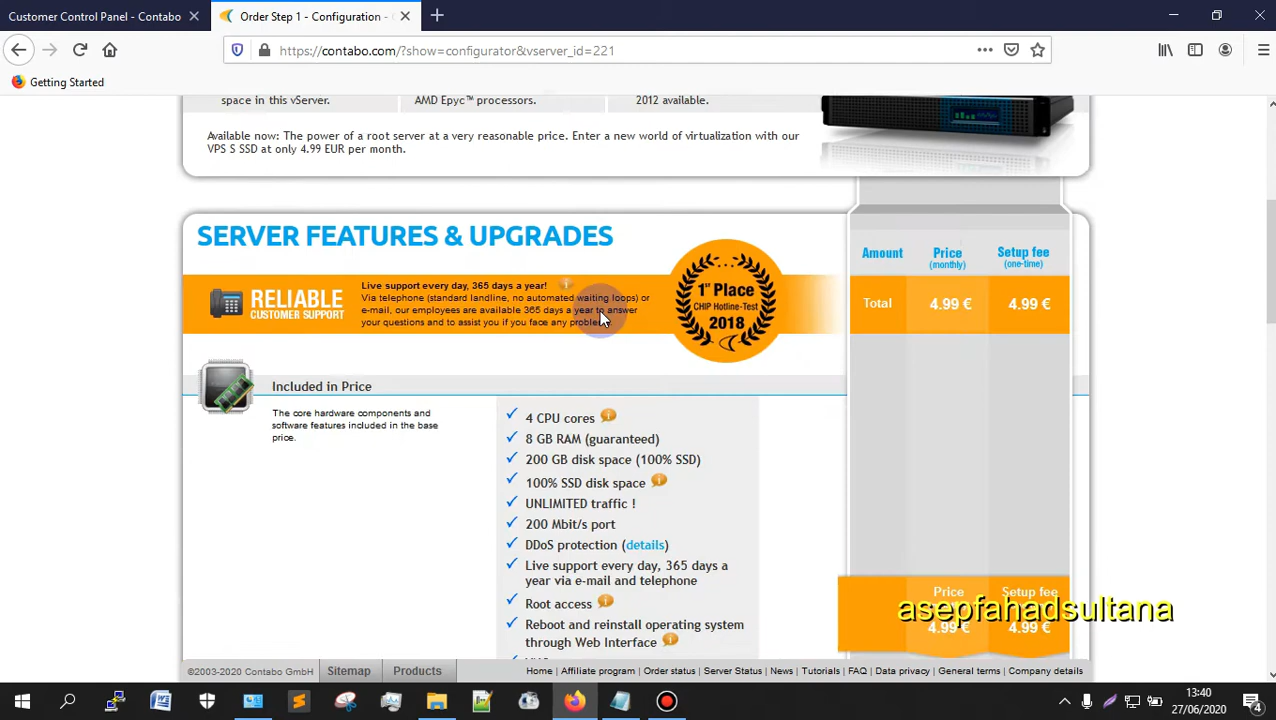 Customer Control Panel - Contabo
Order Step 1 - Configuration -
https://contabo.com/?show=configurator&vserver_id=221
Getting Started
space in this vServer.
AMD Epyc™ processors.
2012 available.
Available now: The power of a root server at a very reasonable price. Enter a new world of virtualization with our
VPS S SSD at only 4.99 EUR per month.
SERVER FEATURES & UPGRADES
Amount
Price
(monthly)
Setup fee
(one-time)
RELIABLE
CUSTOMER SUPPORT
Live support every day, 365 days a year!
Via telephone (standard landline, no automated waiting loops) or
e-mail, our employees are available 365 days a year to answer
your questions and to assist you if you face any problems.
1st Place
CHIP Hotline-Test
2018
Total
4.99 €
4.99 €
Included in Price
The core hardware components and
software features included in the base
price.
4 CPU cores
8 GB RAM (guaranteed)
200 GB disk space (100% SSD)
100% SSD disk space
UNLIMITED traffic !
200 Mbit/s port
DDoS protection (details)
Live support every day, 365 days a
year via e-mail and telephone
Root access
Reboot and reinstall operating system
through Web Interface
Price
Setup fee
asepfahadsultana
4.99 €
4.99 €
©2003-2020 Contabo GmbH
Sitemap
Products
Home | Affiliate program | Order status | Server Status | News | Tutorials | FAQ | Data privacy | General terms | Company details
13:40
27/06/2020
4